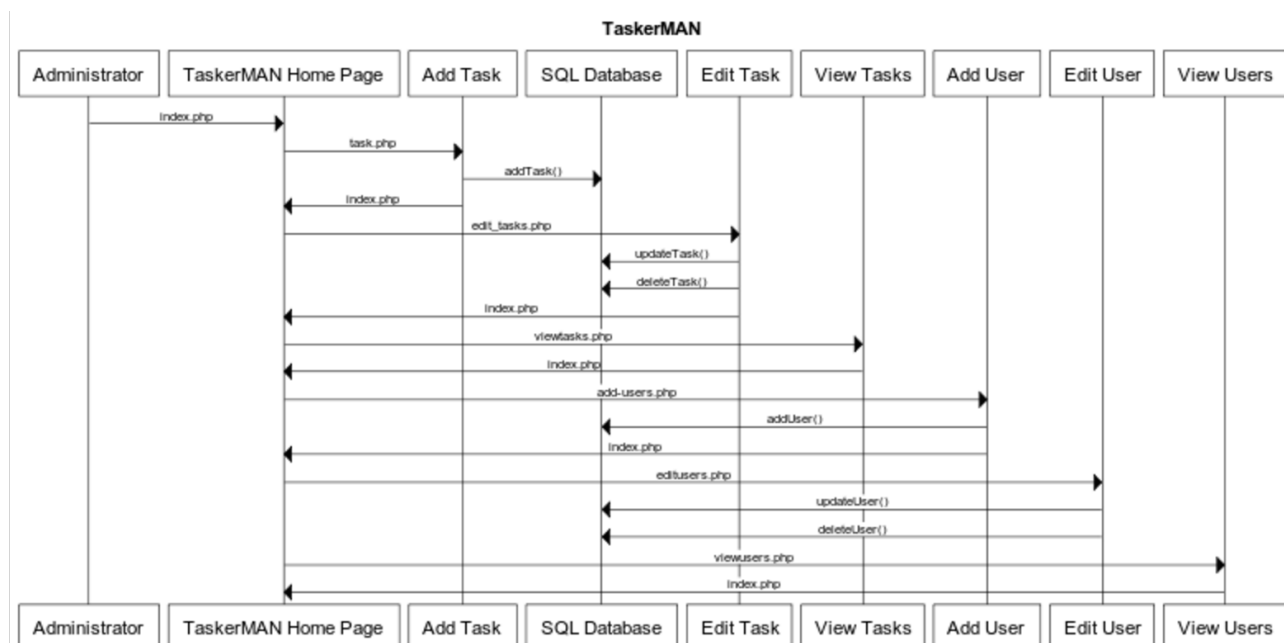 TaskerMAN
Administrator TaskerMAN Home Page Add Task SQL Database Edit Task View Tasks Add User Edit User View Users
index.php
task.php
addTask()
index.php
edit_tasks.php
updateTask()
deleteTask()
index.php
viewtasks.php
index.php
add-users.php
addUser()
index.php
editusers.php
updateUser()
deleteUser()
viewusers.php
index.php
Administrator TaskerMAN Home Page Add Task SQL Database Edit Task View Tasks Add User Edit User View Users